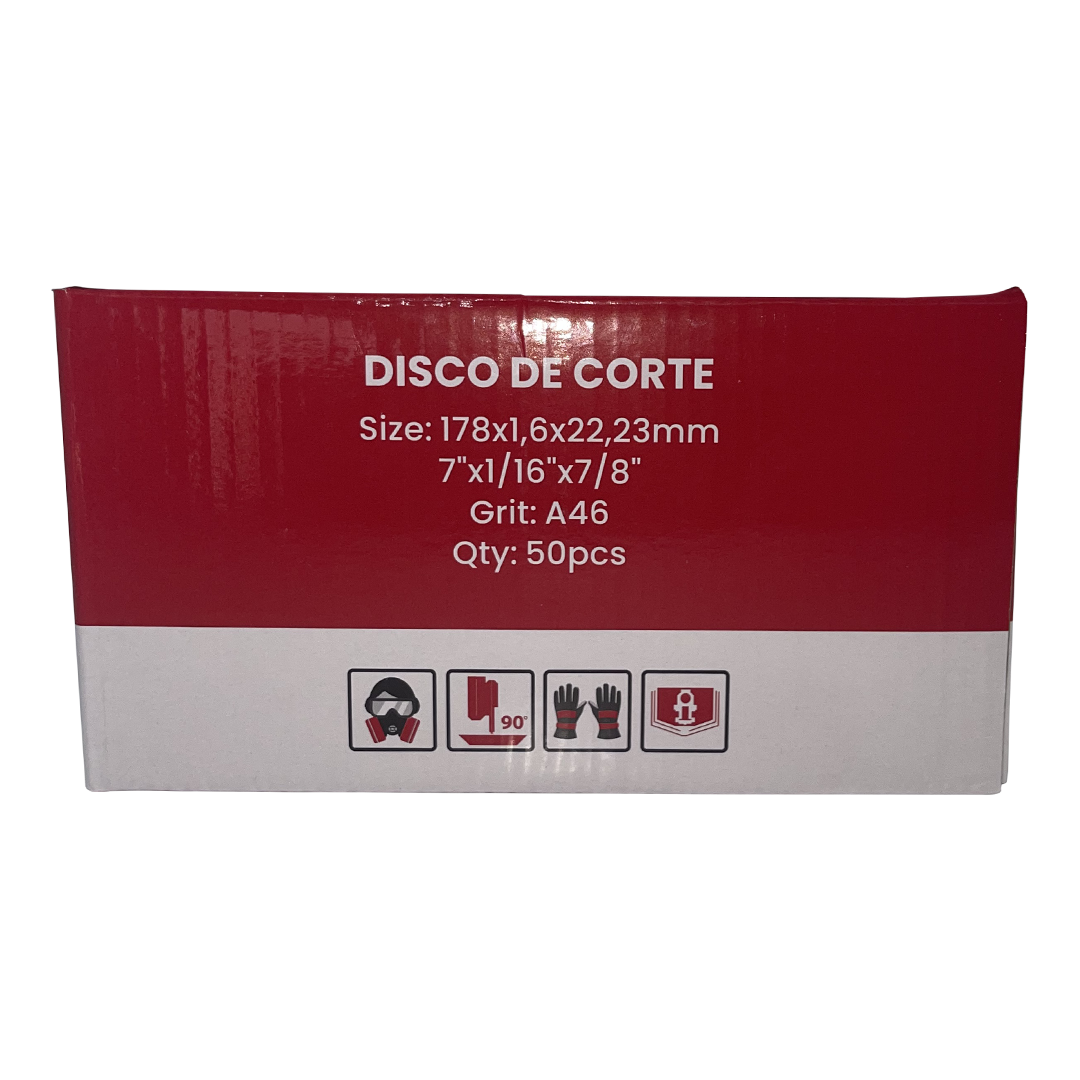 DISCO DE CORTE
Size: 178x1,6x22,23mm
7"x1/16"x7/8"
Grit: A46
Qty: 50pcs
90°